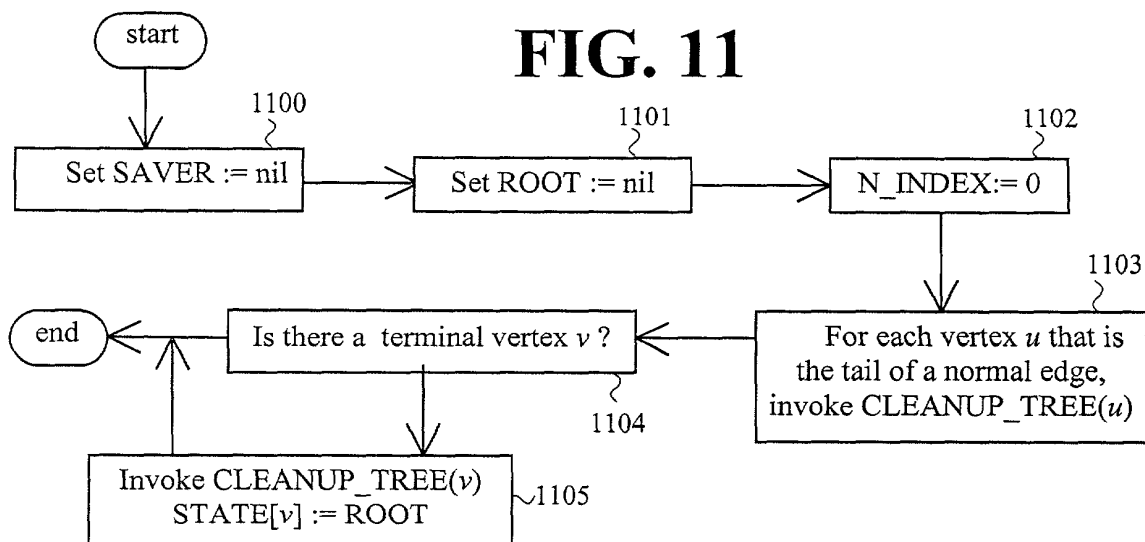 start
FIG. 11
1100
Set SAVER := nil
1101
Set ROOT := nil
1102
N_INDEX:= 0
1103
For each vertex u that is
the tail of a normal edge,
invoke CLEANUP_TREE(u)
Is there a terminal vertex v ?
1104
end
Invoke CLEANUP_TREE(v)
STATE[v] := ROOT
1105